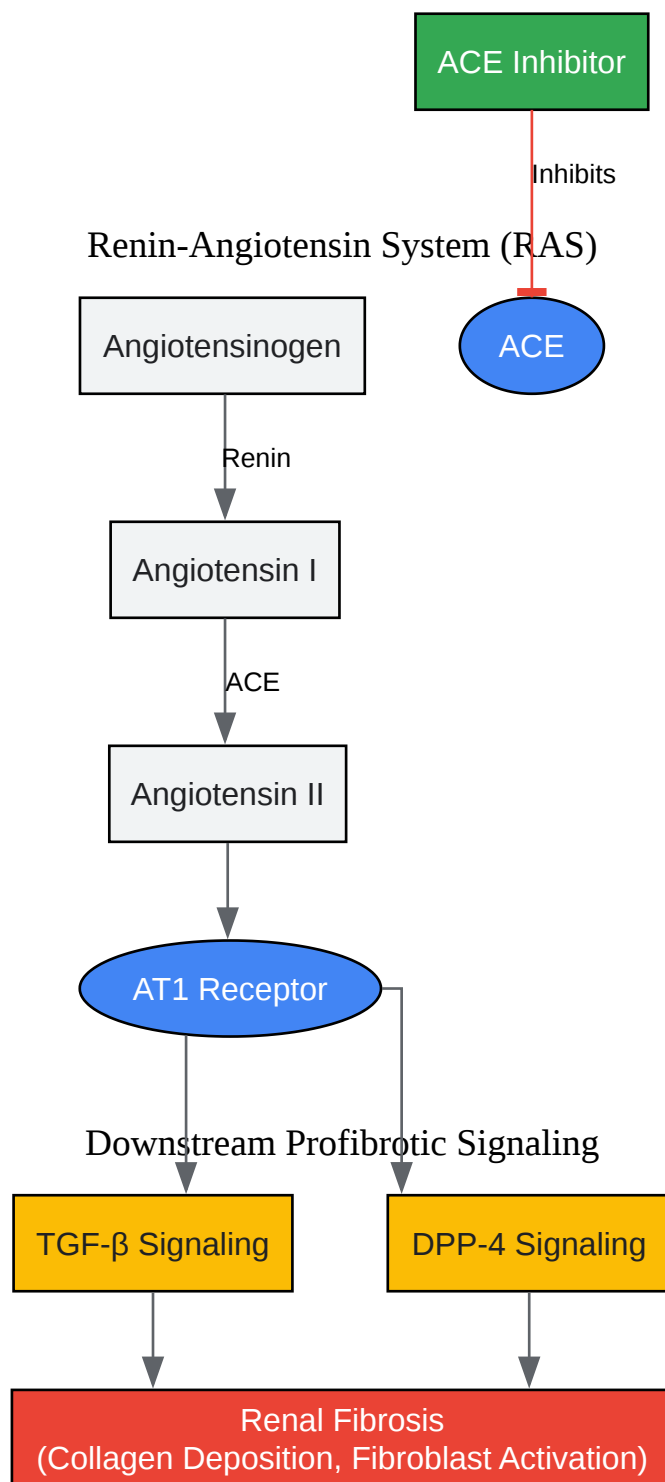 ACE Inhibitor
Inhibits
Renin-Angiotensin System (RAS)
Angiotensinogen
ACE
Renin
Angiotensin I
ACE
Angiotensin II
AT1 Receptor
Downstream Profibrotic Signaling
TGF-β Signaling
DPP-4 Signaling
Renal Fibrosis
(Collagen Deposition, Fibroblast Activation)